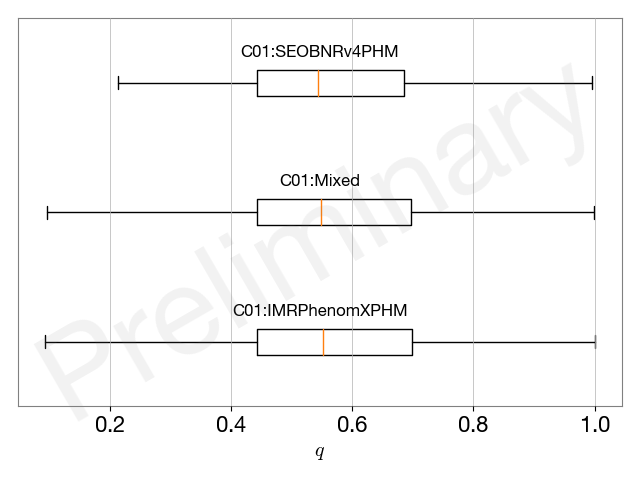 C01:SEOBNRv4PHM
C01:Mixed
C01:IMRPhenomXPHM
Preliminary
0.2 0.4 0.6 0.8 1.0
q